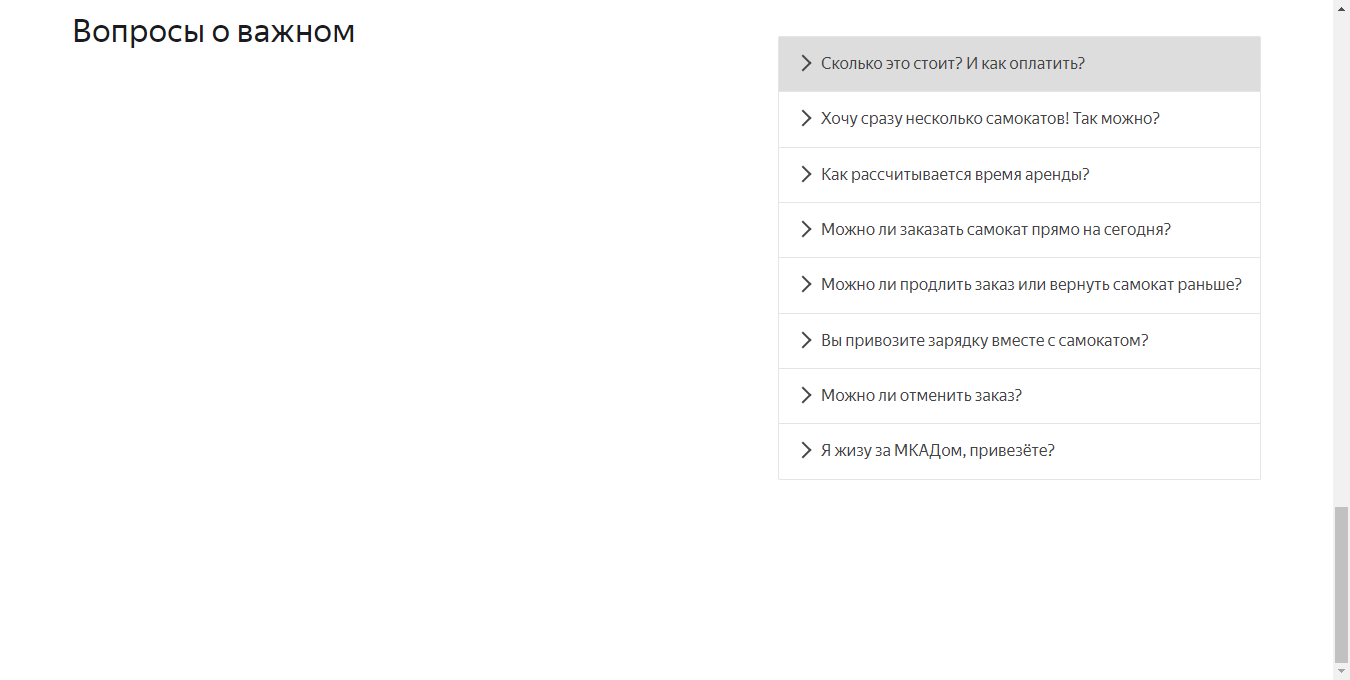 Вопросы о важном
Сколько это стоит? И как оплатить?
Хочу сразу несколько самокатов! Так можно?
Как рассчитывается время аренды?
Можно ли заказать самокат прямо на сегодня?
Можно ли продлить заказ или вернуть самокат раньше?
Вы привозите зарядку вместе с самокатом?
Можно ли отменить заказ?
Я жизу за МКАДом, привезёте?